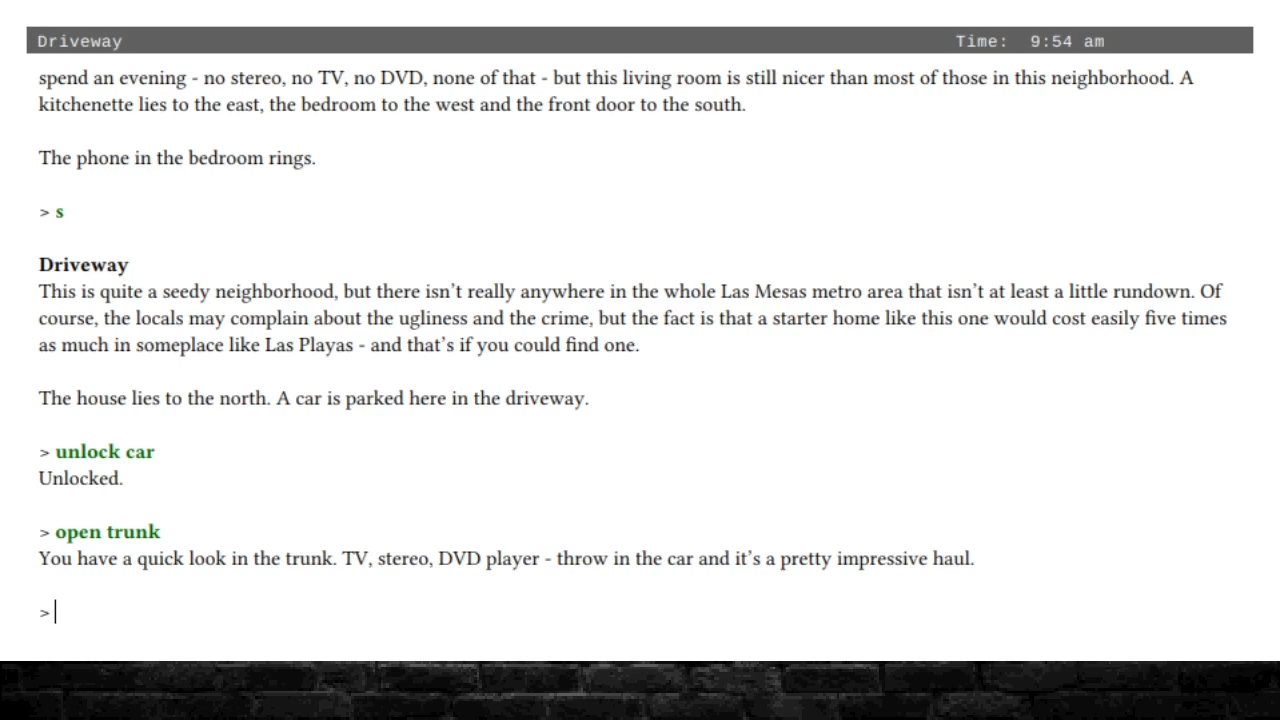 Driveway Time: 9:54 am
spend an evening - no stereo, no TV, no DVD, none of that - but this living room is still nicer than most of those in this neighborhood. A
kitchenette lies to the east, the bedroom to the west and the front door to the south.
The phone in the bedroom rings.
> s
Driveway
This is quite a seedy neighborhood, but there isn’t really anywhere in the whole Las Mesas metro area that isn’t at least a little rundown. Of
course, the locals may complain about the ugliness and the crime, but the fact is that a starter home like this one would cost easily five times
as much in someplace like Las Playas - and that’s if you could find one.
The house lies to the north. A car is parked here in the driveway.
> unlock car
Unlocked.
> open trunk
You have a quick look in the trunk. TV, stereo, DVD player - throw in the car and it’s a pretty impressive haul.
>